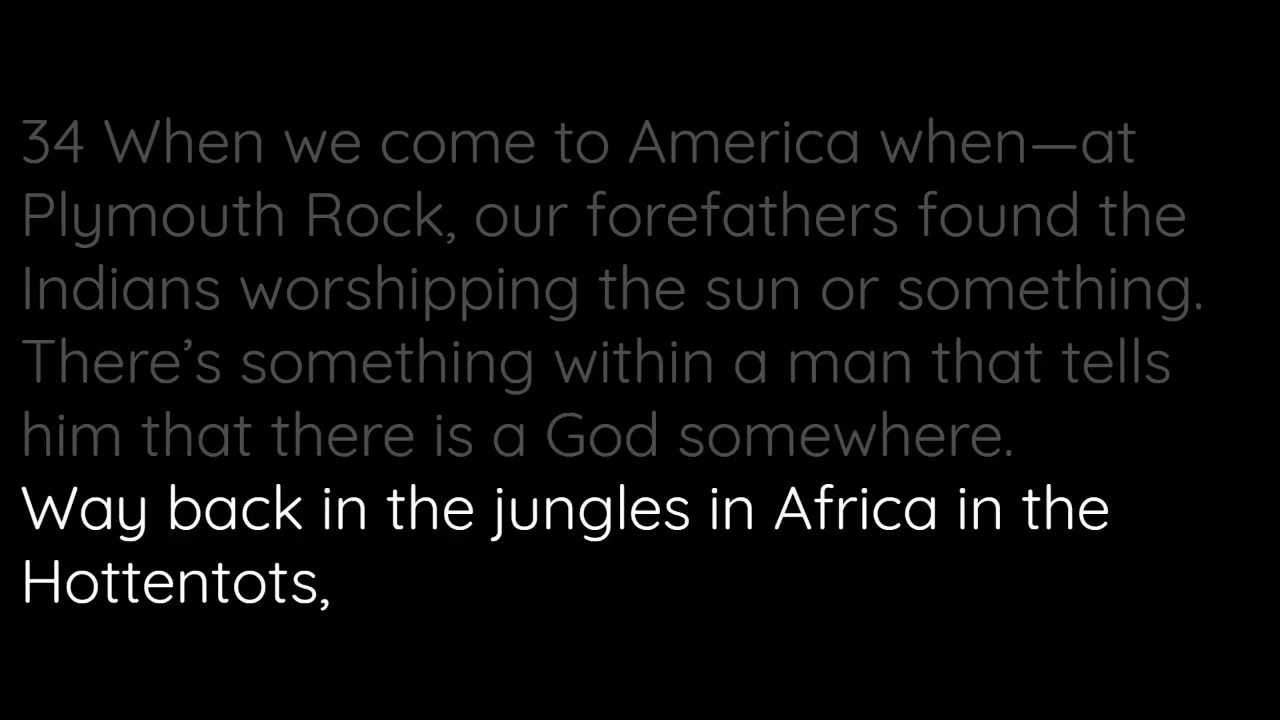 34 When we come to America when—at
Plymouth Rock, our forefathers found the
Indians worshipping the sun or something.
There’s something within a man that tells
him that there is a God somewhere.
Way back in the jungles in Africa in the
Hottentots,